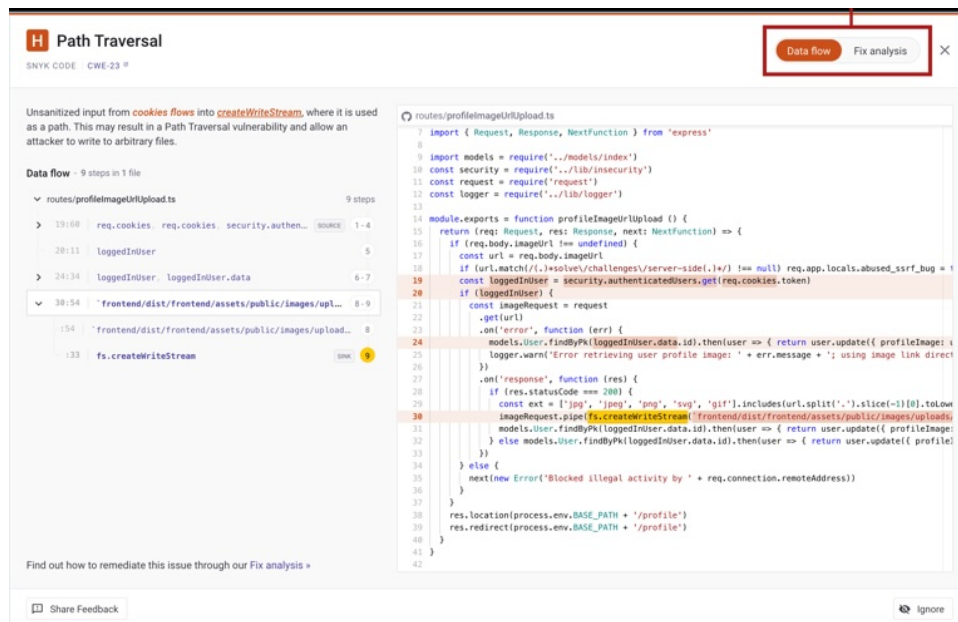 H Path Traversal
SNYK CODE CWE-23
Data flow Fix analysis
Unsanitized input from cookies flows into createWriteStream, where it is used
as a path. This may result in a Path Traversal vulnerability and allow an
attacker to write to arbitrary files.
Data flow - 9 steps in 1 file
routes/profileImageUrlUpload.ts 9 steps
19:60 req.cookies, req.cookies, security.authen... SOURCE 1-4
20:11 loggedInUser 5
24:34 loggedInUser, loggedInUser.data 6-7
30:54 `frontend/dist/frontend/assets/public/images/upl... 8-9
:54 `frontend/dist/frontend/assets/public/images/upload... 8
:33 fs.createWriteStream SINK 9
Find out how to remediate this issue through our Fix analysis »
routes/profileImageUrlUpload.ts
7 import { Request, Response, NextFunction } from 'express'
8
9 import models = require('../models/index')
10 const security = require('../lib/insecurity')
11 const request = require('request')
12 const logger = require('../lib/logger')
13
14 module.exports = function profileImageUrlUpload () {
15 return (req: Request, res: Response, next: NextFunction) => {
16 if (req.body.imageUrl !== undefined) {
17 const url = req.body.imageUrl
18 if (url.match(/(.)*solve\/challenges\/server-side(.)*/) !== null) req.app.locals.abused_ssrf_bug =
19 const loggedInUser = security.authenticatedUsers.get(req.cookies.token)
20 if (loggedInUser) {
21 const imageRequest = request
22 .get(url)
23 .on('error', function (err) {
24 models.User.findByPk(loggedInUser.data.id).then(user => { return user.update({ profileImage:
25 logger.warn('Error retrieving user profile image: ' + err.message + '; using image link direct
26 })
27 .on('response', function (res) {
28 if (res.statusCode === 200) {
29 const ext = ['jpg', 'jpeg', 'png', 'svg', 'gif'].includes(url.split('.').slice(-1)[0].toLowe
30 imageRequest.pipe(fs.createWriteStream(`frontend/dist/frontend/assets/public/images/uploads/
31 models.User.findByPk(loggedInUser.data.id).then(user => { return user.update({ profileImage:
32 } else models.User.findByPk(loggedInUser.data.id).then(user => { return user.update({ profile
33 })
34 } else {
35 next(new Error('Blocked illegal activity by ' + req.connection.remoteAddress))
36 }
37 }
38 res.location(process.env.BASE_PATH + '/profile')
39 res.redirect(process.env.BASE_PATH + '/profile')
40 }
41 }
42
Share Feedback
Ignore